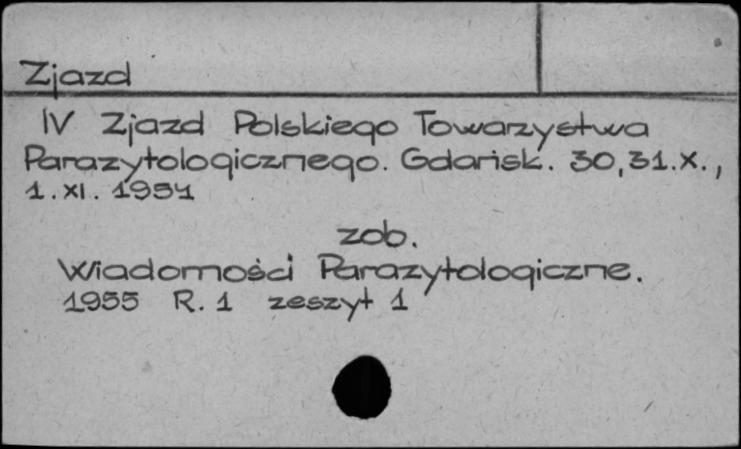 Zjazd
IV Zjazd Polskiego Towarzystwa
Parazytologicznego. Gdańsk. 30,31.X.,
1.XI. 1954
zob.
Wiadomości Parazytologiczne.
1955 R. 1 zeszyt 1